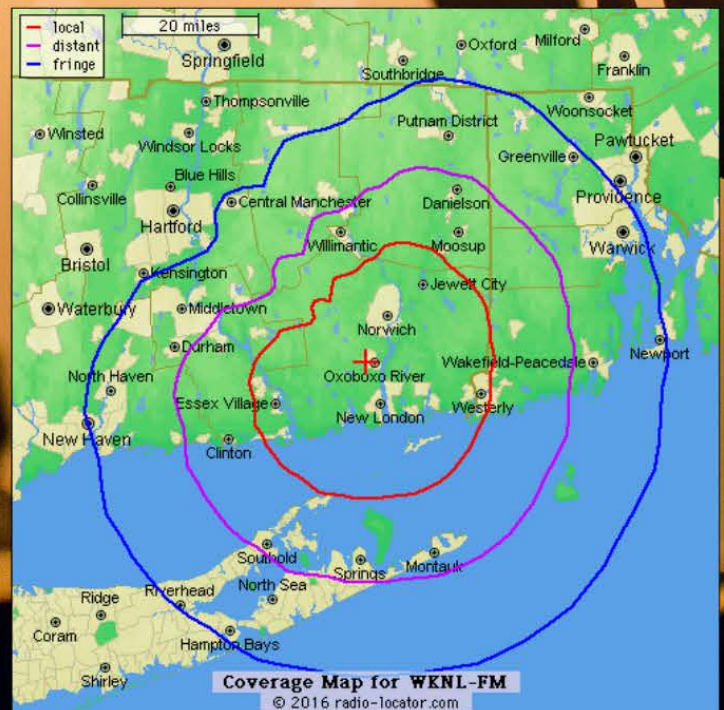 local
distant
fringe
20 miles
Springfield
Oxford
Milford
Southbridge
Franklin
Thompsonville
Woonsocket
Winsted
Windsor Locks
Putnam District
Pawtucket
Greenville
Blue Hills
Collinsville
Central Manchester
Danielson
Providence
Hartford
Willimantic
Moosup
Warwick
Bristol
Kensington
Jewett City
Waterbury
Middletown
Norwich
Durham
Newport
North Haven
Oxoboxo River
Wakefield-Peacedale
Essex Village
New London
Westerly
New Haven
Clinton
Southold
Springs
Montauk
Riverhead
North Sea
Ridge
Coram
Hampton Bays
Shirley
Coverage Map for WKNL-FM
© 2016 radio-locator.com